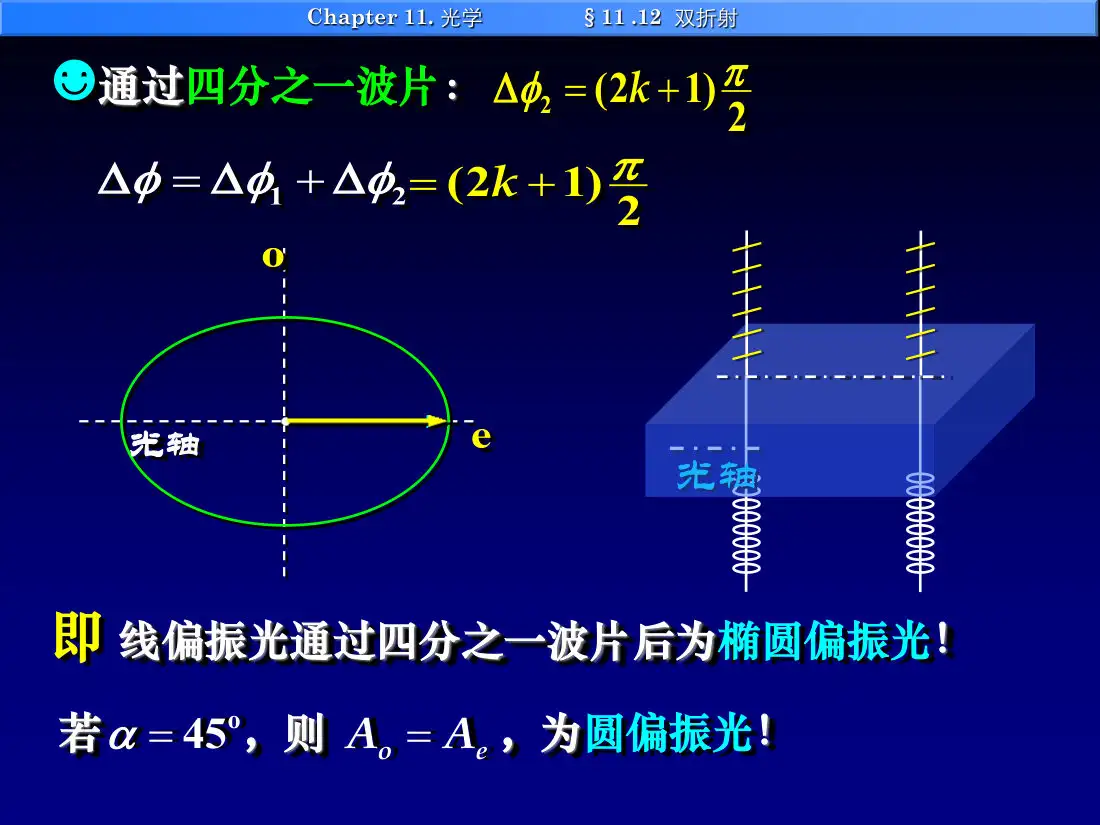 Chapter 11. 光学 §11 .12 双折射
通过四分之一波片： Δϕ₂ = (2k+1)π/2
Δϕ = Δϕ₁ + Δϕ₂ = (2k+1)π/2
o
光轴
e
光轴
即 线偏振光通过四分之一波片后为椭圆偏振光！
若α = 45º，则 Aₒ = Aₑ ，为圆偏振光！